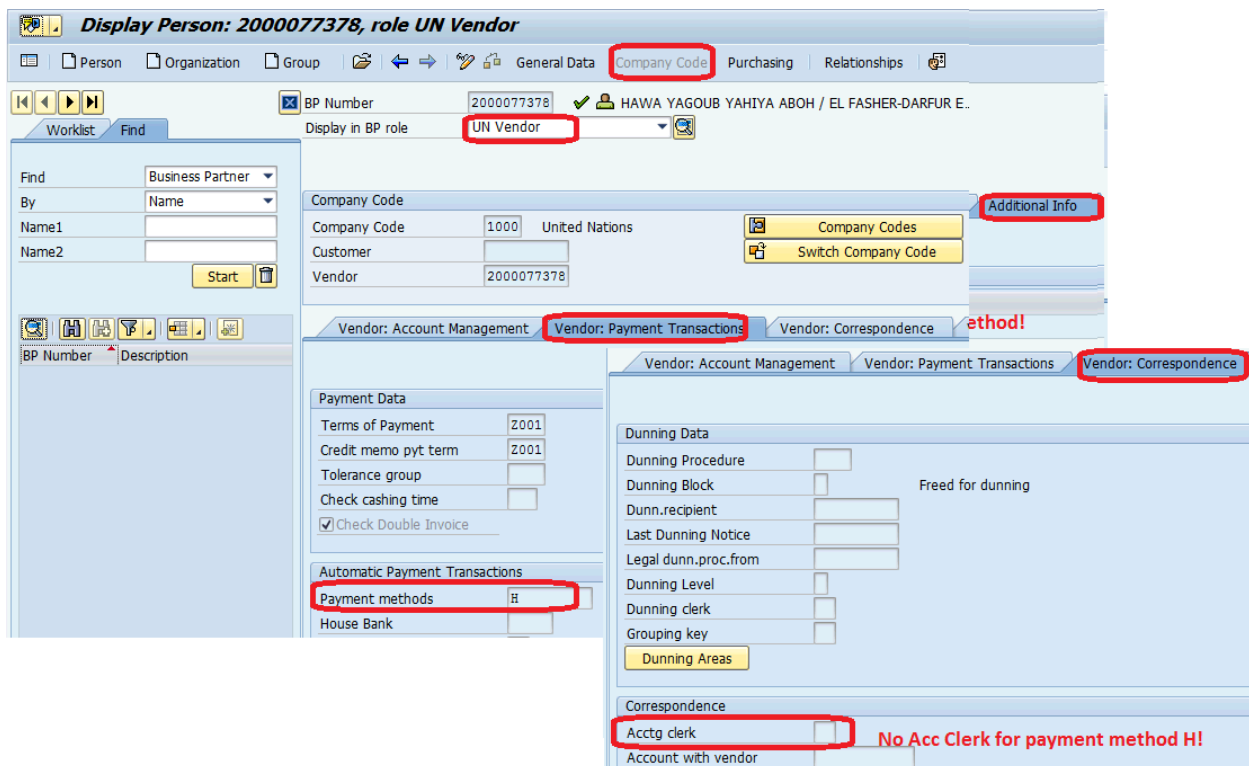 Display Person: 2000077378, role UN Vendor
Person Organization Group General Data Company Code Purchasing Relationships
BP Number 2000077378 HAWA YAGOUB YAHIYA ABOH / EL FASHER-DARFUR E..
Worklist Find
Display in BP role UN Vendor
Find Business Partner
By Name
Name1
Name2
Start
Company Code
Company Code 1000 United Nations Company Codes
Customer Switch Company Code
Vendor 2000077378
Additional Info
BP Number Description
Vendor: Account Management Vendor: Payment Transactions Vendor: Correspondence
ethod!
Payment Data
Terms of Payment Z001
Credit memo pyt term Z001
Tolerance group
Check cashing time
Check Double Invoice
Automatic Payment Transactions
Payment methods H
House Bank
Vendor: Account Management Vendor: Payment Transactions Vendor: Correspondence
Dunning Data
Dunning Procedure
Dunning Block Freed for dunning
Dunn.recipient
Last Dunning Notice
Legal dunn.proc.from
Dunning Level
Dunning clerk
Grouping key
Dunning Areas
Correspondence
Acctg clerk No Acc Clerk for payment method H!
Account with vendor